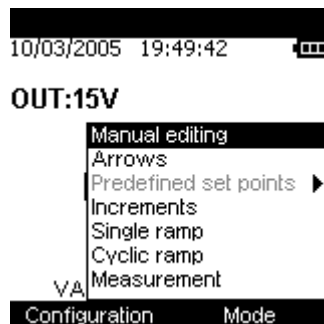 10/03/2005 19:49:42
OUT:15V
Manual editing
Arrows
Predefined set points
Increments
Single ramp
Cyclic ramp
Measurement
VA
Configuration Mode